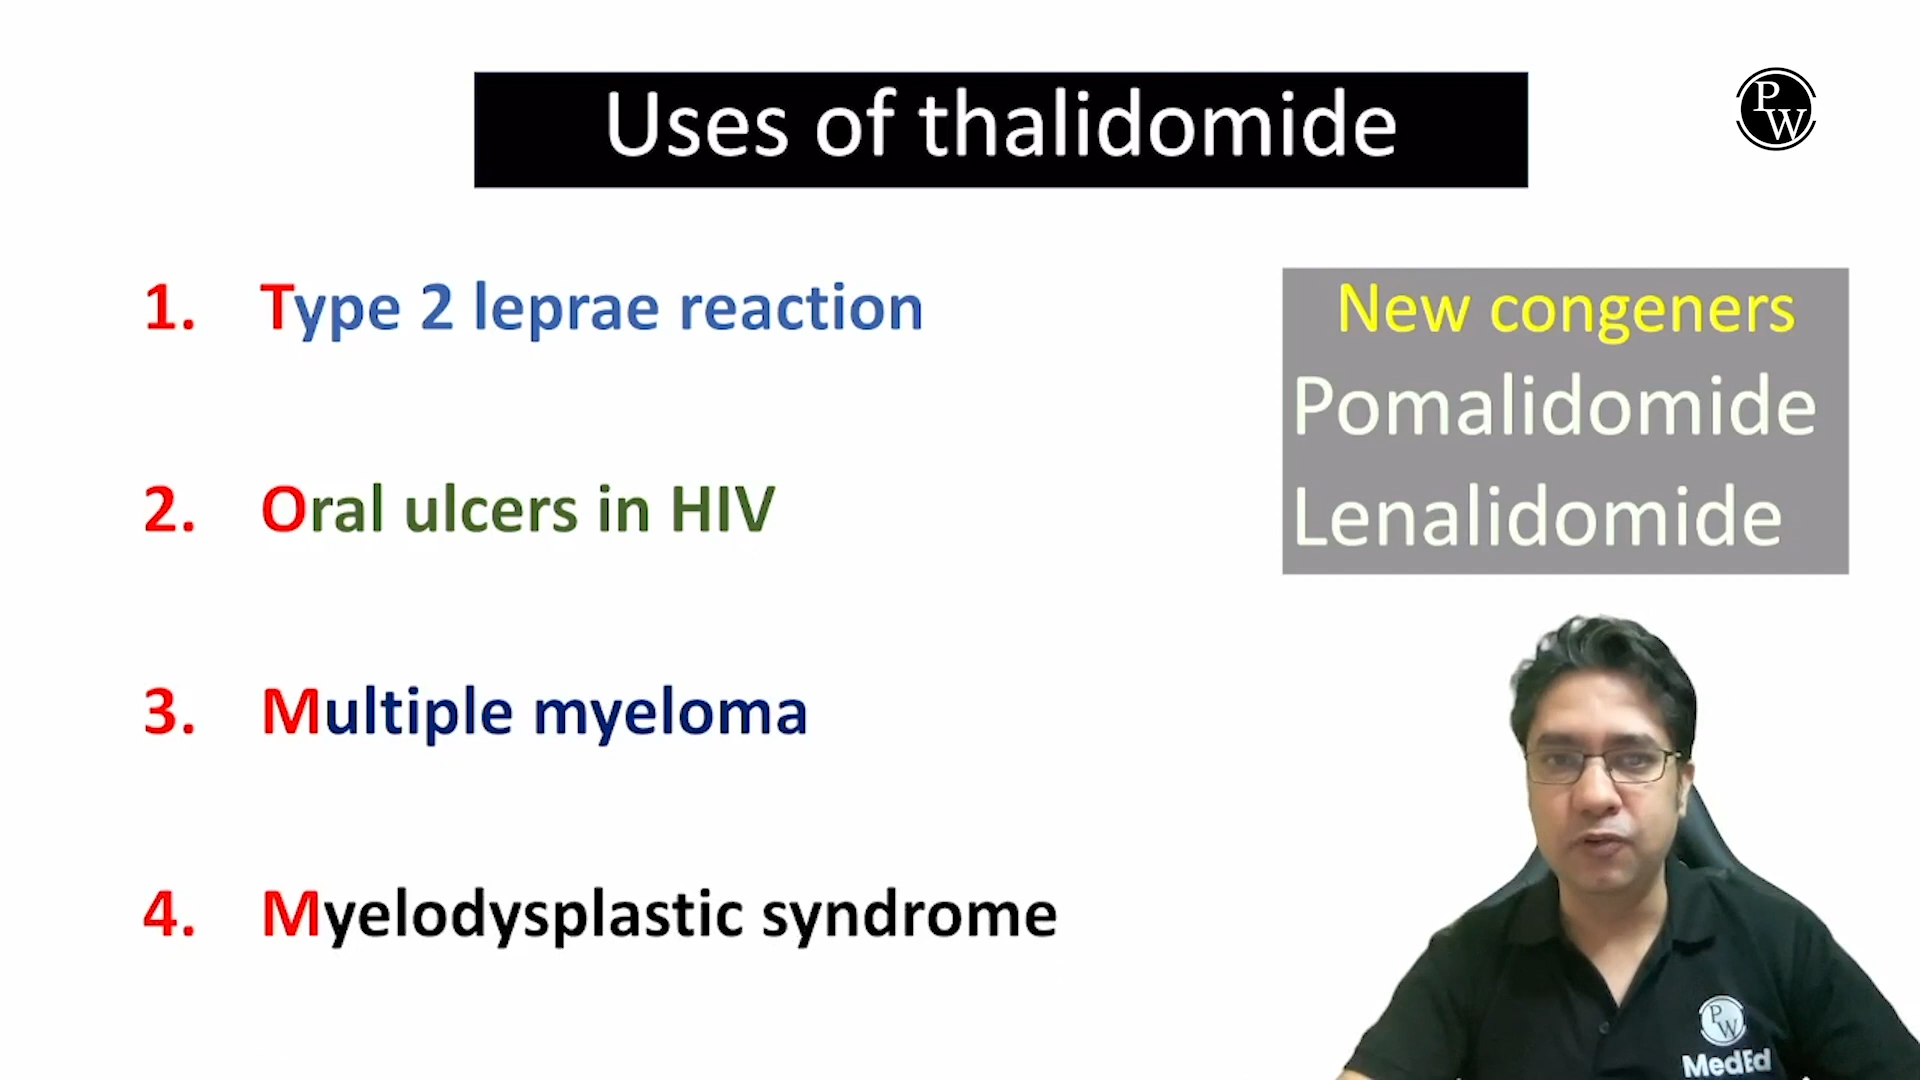 Uses of thalidomide
PW
1. Type 2 leprae reaction
2. Oral ulcers in HIV
3. Multiple myeloma
4. Myelodysplastic syndrome
New congeners
Pomalidomide
Lenalidomide
PW
MedEd